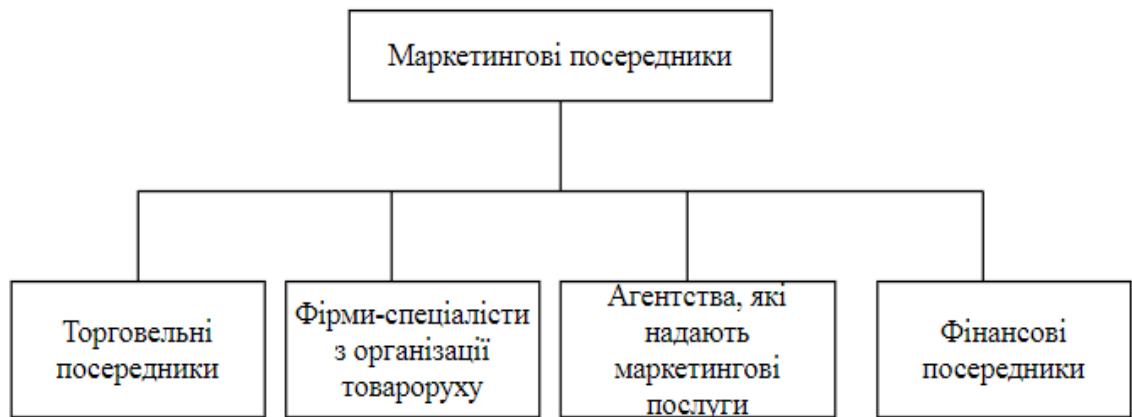 Маркетингові посередники
Торговельні
посередники
Фірми-спеціалісти
з організації
товароруху
Агентства, які
надають
маркетингові
послуги
Фінансові
посередники